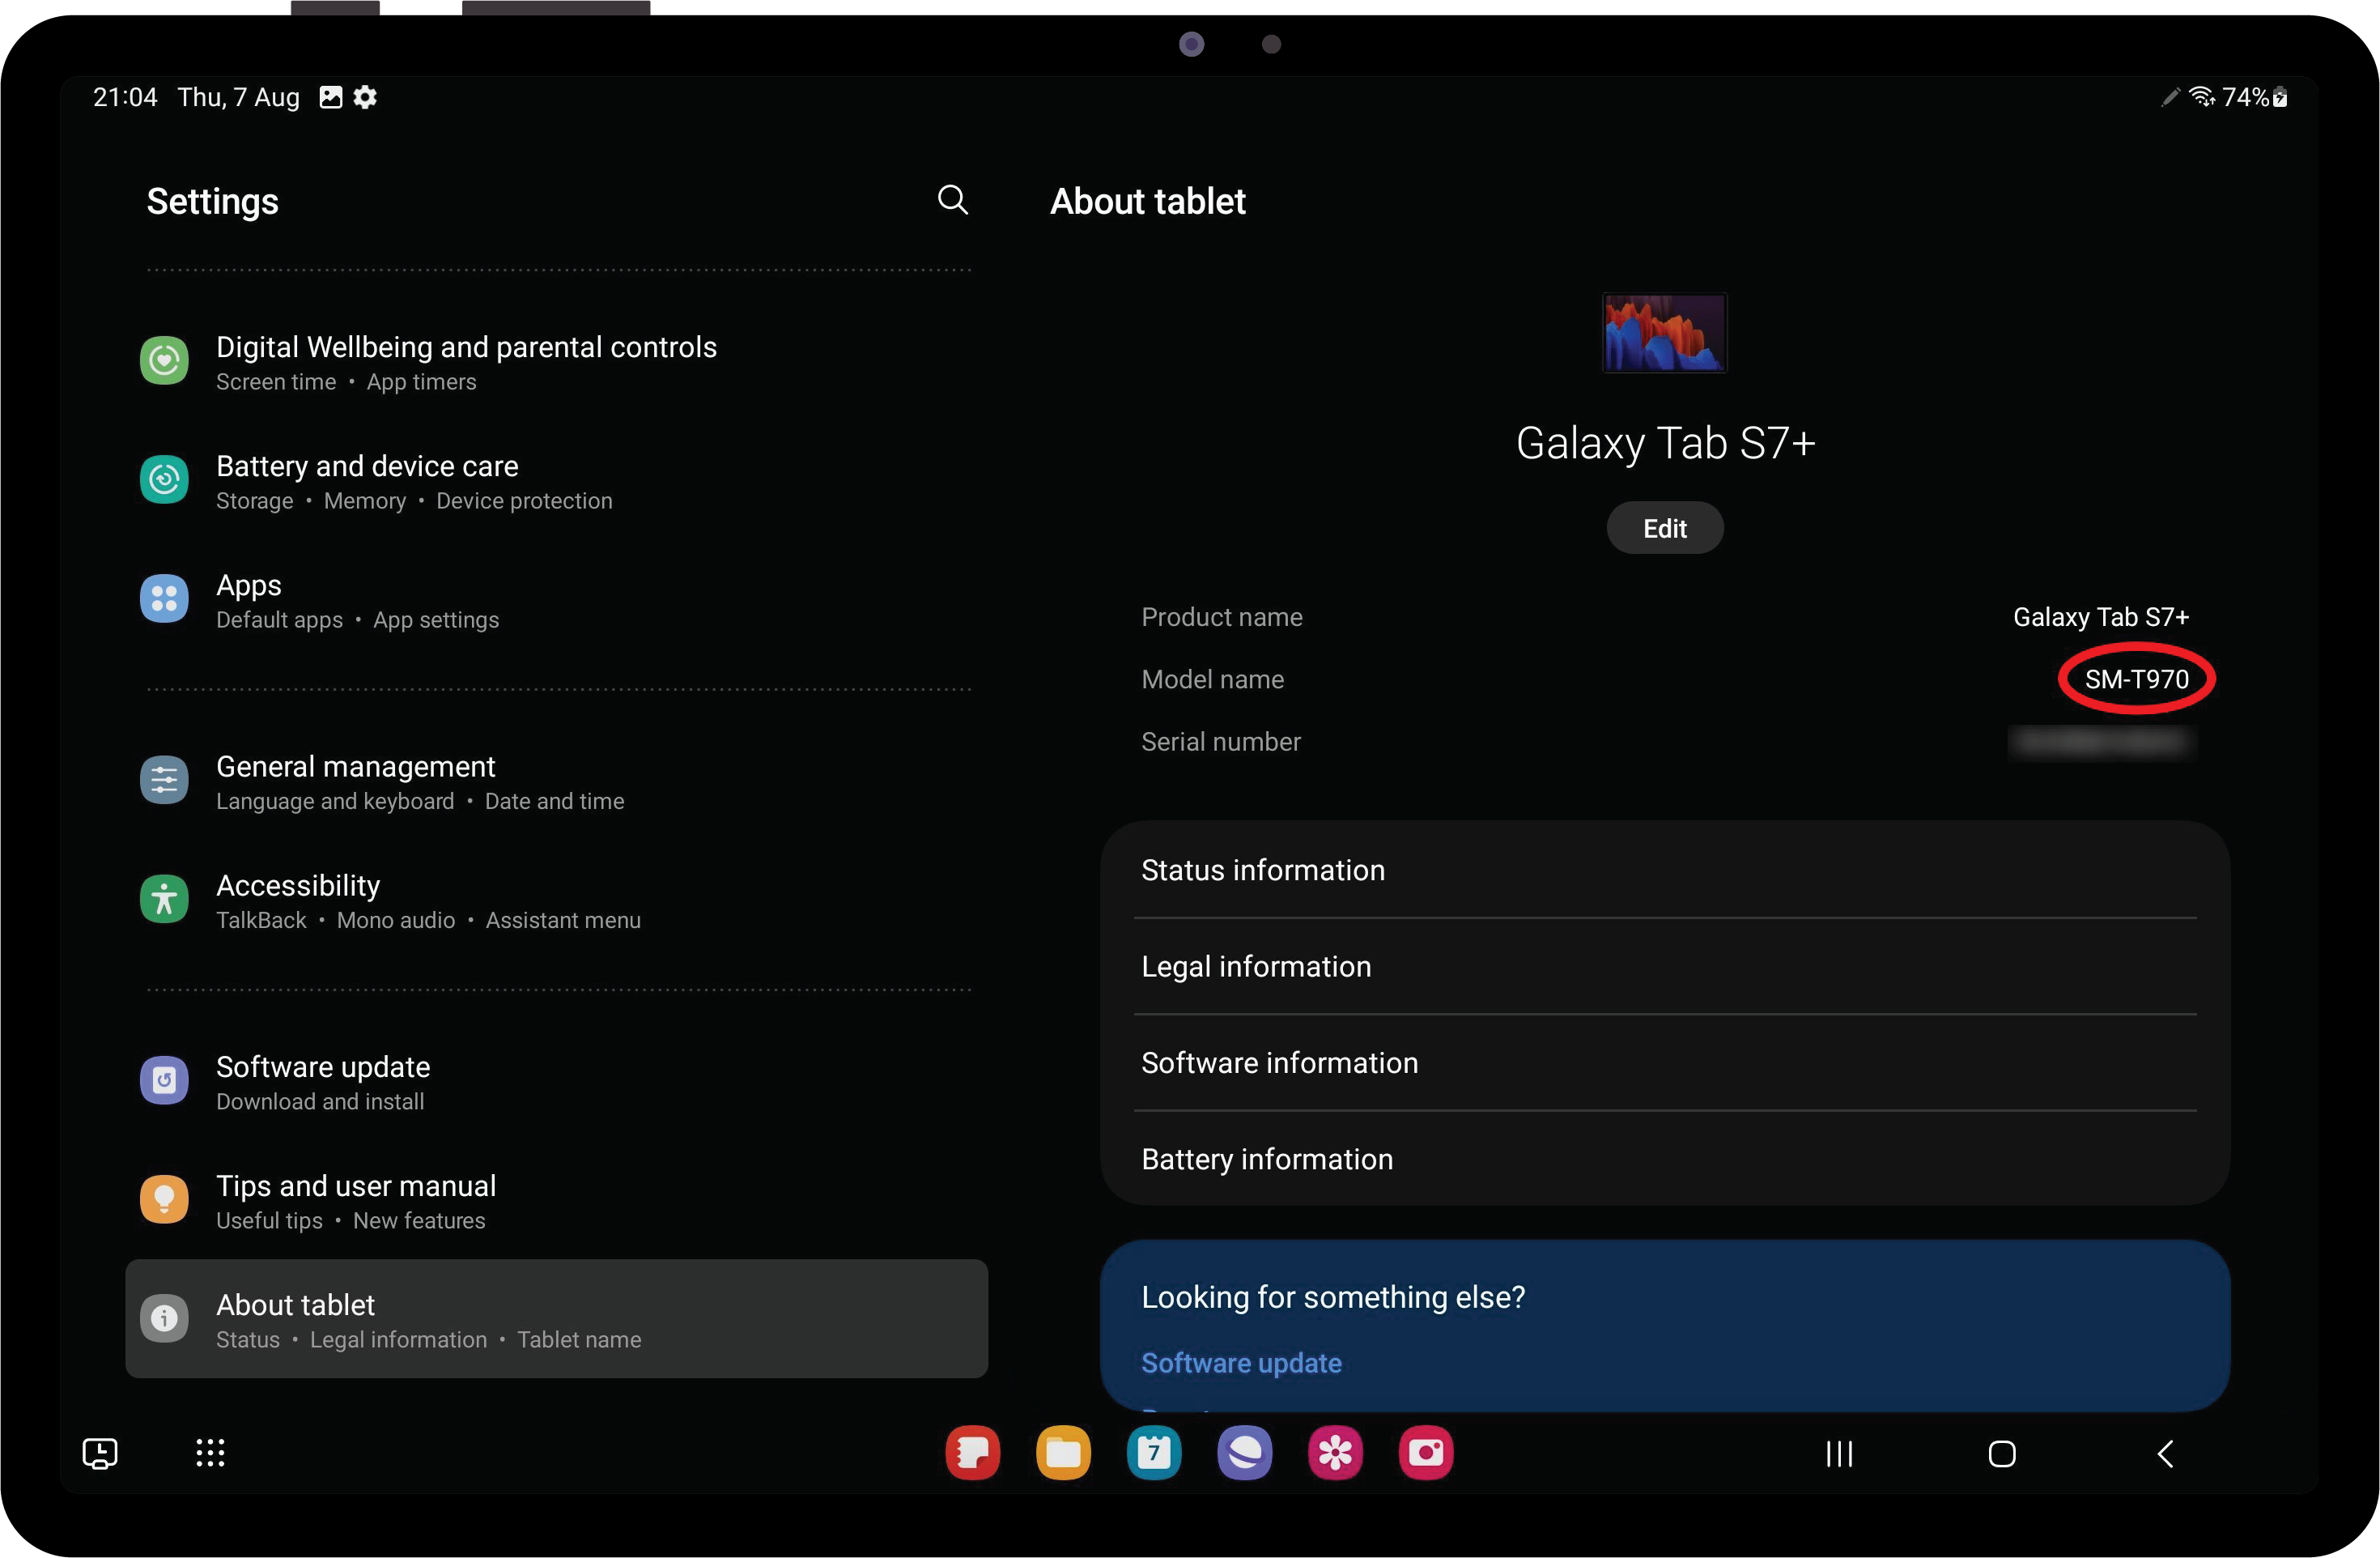 21:04 Thu, 7 Aug
74%
Settings
Digital Wellbeing and parental controls
Screen time • App timers
Battery and device care
Storage • Memory • Device protection
Apps
Default apps • App settings
General management
Language and keyboard • Date and time
Accessibility
TalkBack • Mono audio • Assistant menu
Software update
Download and install
Tips and user manual
Useful tips • New features
About tablet
Status • Legal information • Tablet name
About tablet
Galaxy Tab S7+
Edit
Product name Galaxy Tab S7+
Model name SM-T970
Serial number
Status information
Legal information
Software information
Battery information
Looking for something else?
Software update
7